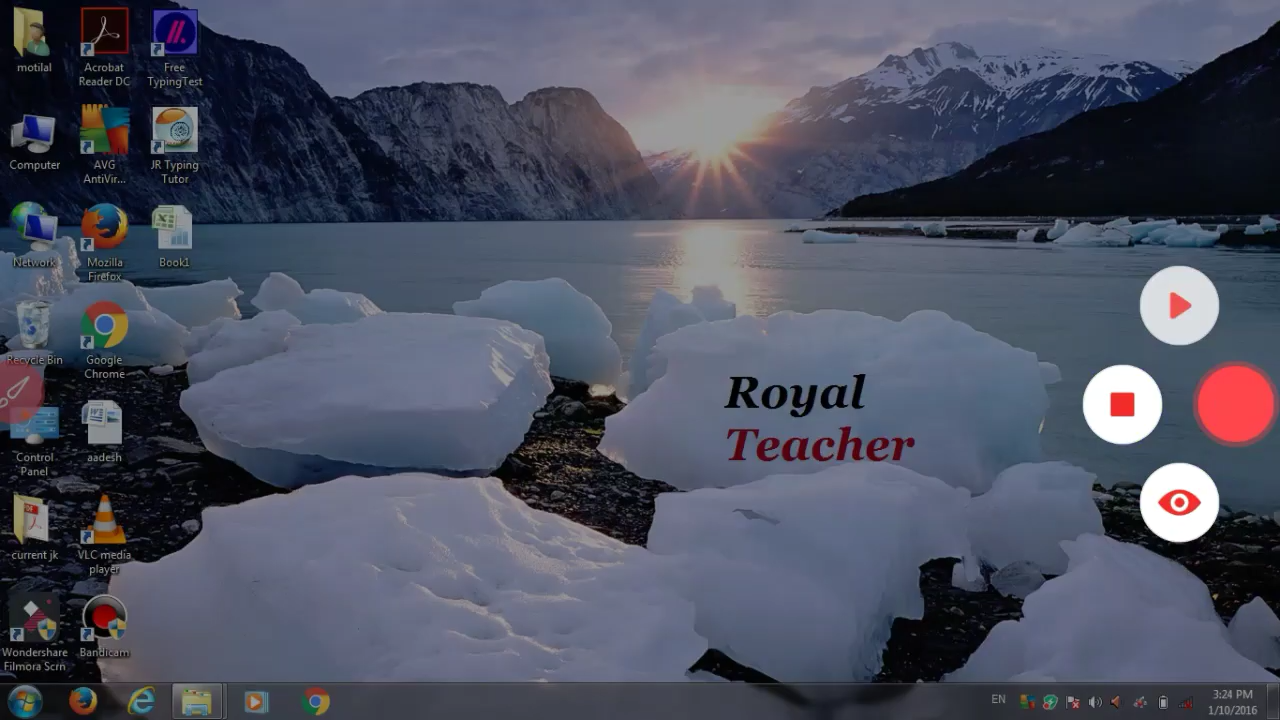 motilal
Acrobat
Reader DC
Free
TypingTest
Computer
AVG
AntiVir...
JR Typing
Tutor
Network
Mozilla
Firefox
Book1
Recycle Bin
Google
Chrome
Control
Panel
aadesh
current jk
VLC media
player
Wondershare
Filmora Scrn
Bandicam
Royal
Teacher
EN
3:24 PM
1/10/2016